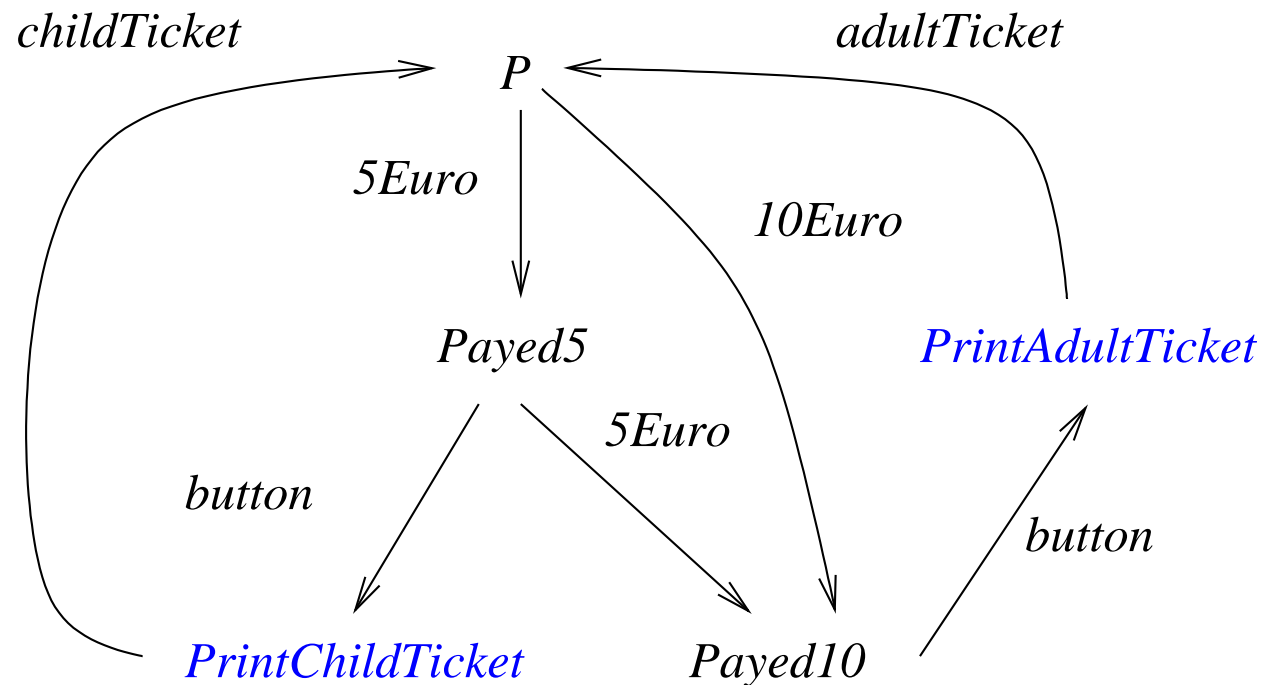 childTicket
adultTicket
P
5Euro
10Euro
Payed5
PrintAdultTicket
5Euro
button
button
PrintChildTicket
Payed10